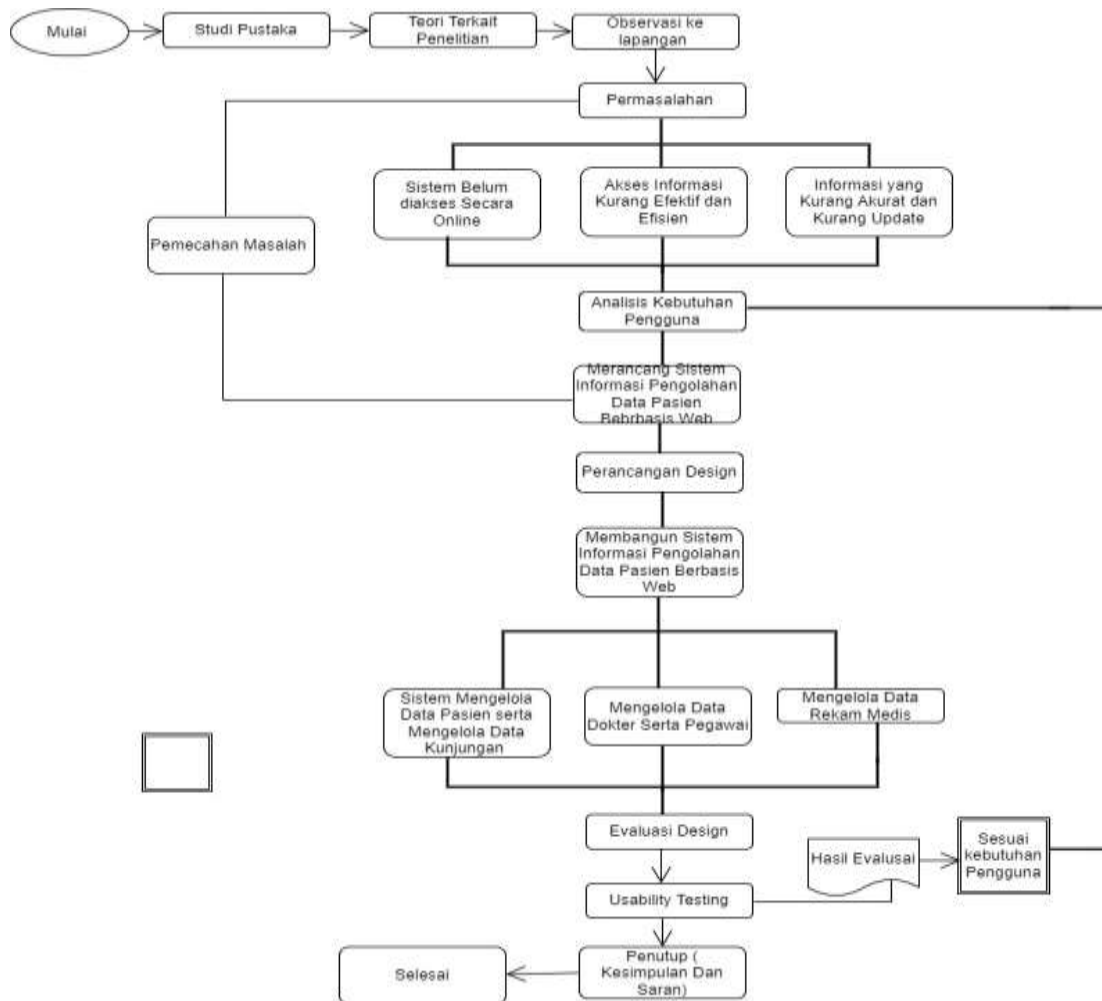 Mulai
Studi Pustaka
Teori Terkait
Penelitian
Observasi ke
lapangan
Permasalahan
Sistem Belum
diakses Secara
Online
Akses Informasi
Kurang Efektif dan
Efisien
Informasi yang
Kurang Akurat dan
Kurang Update
Pemecahan Masalah
Analisis Kebutuhan
Pengguna
Merancang Sistem
Informasi Pengolahan
Data Pasien
Bebrbasis Web
Perancangan Design
Membangun Sistem
Informasi Pengolahan
Data Pasien Berbasis
Web
Sistem Mengelola
Data Pasien serta
Mengelola Data
Kunjungan
Mengelola Data
Dokter Serta Pegawai
Mengelola Data
Rekam Medis
Evaluasi Design
Hasil Evalusai
Sesuai
kebutuhan
Pengguna
Usability Testing
Penutup (
Kesimpulan Dan
Saran)
Selesai